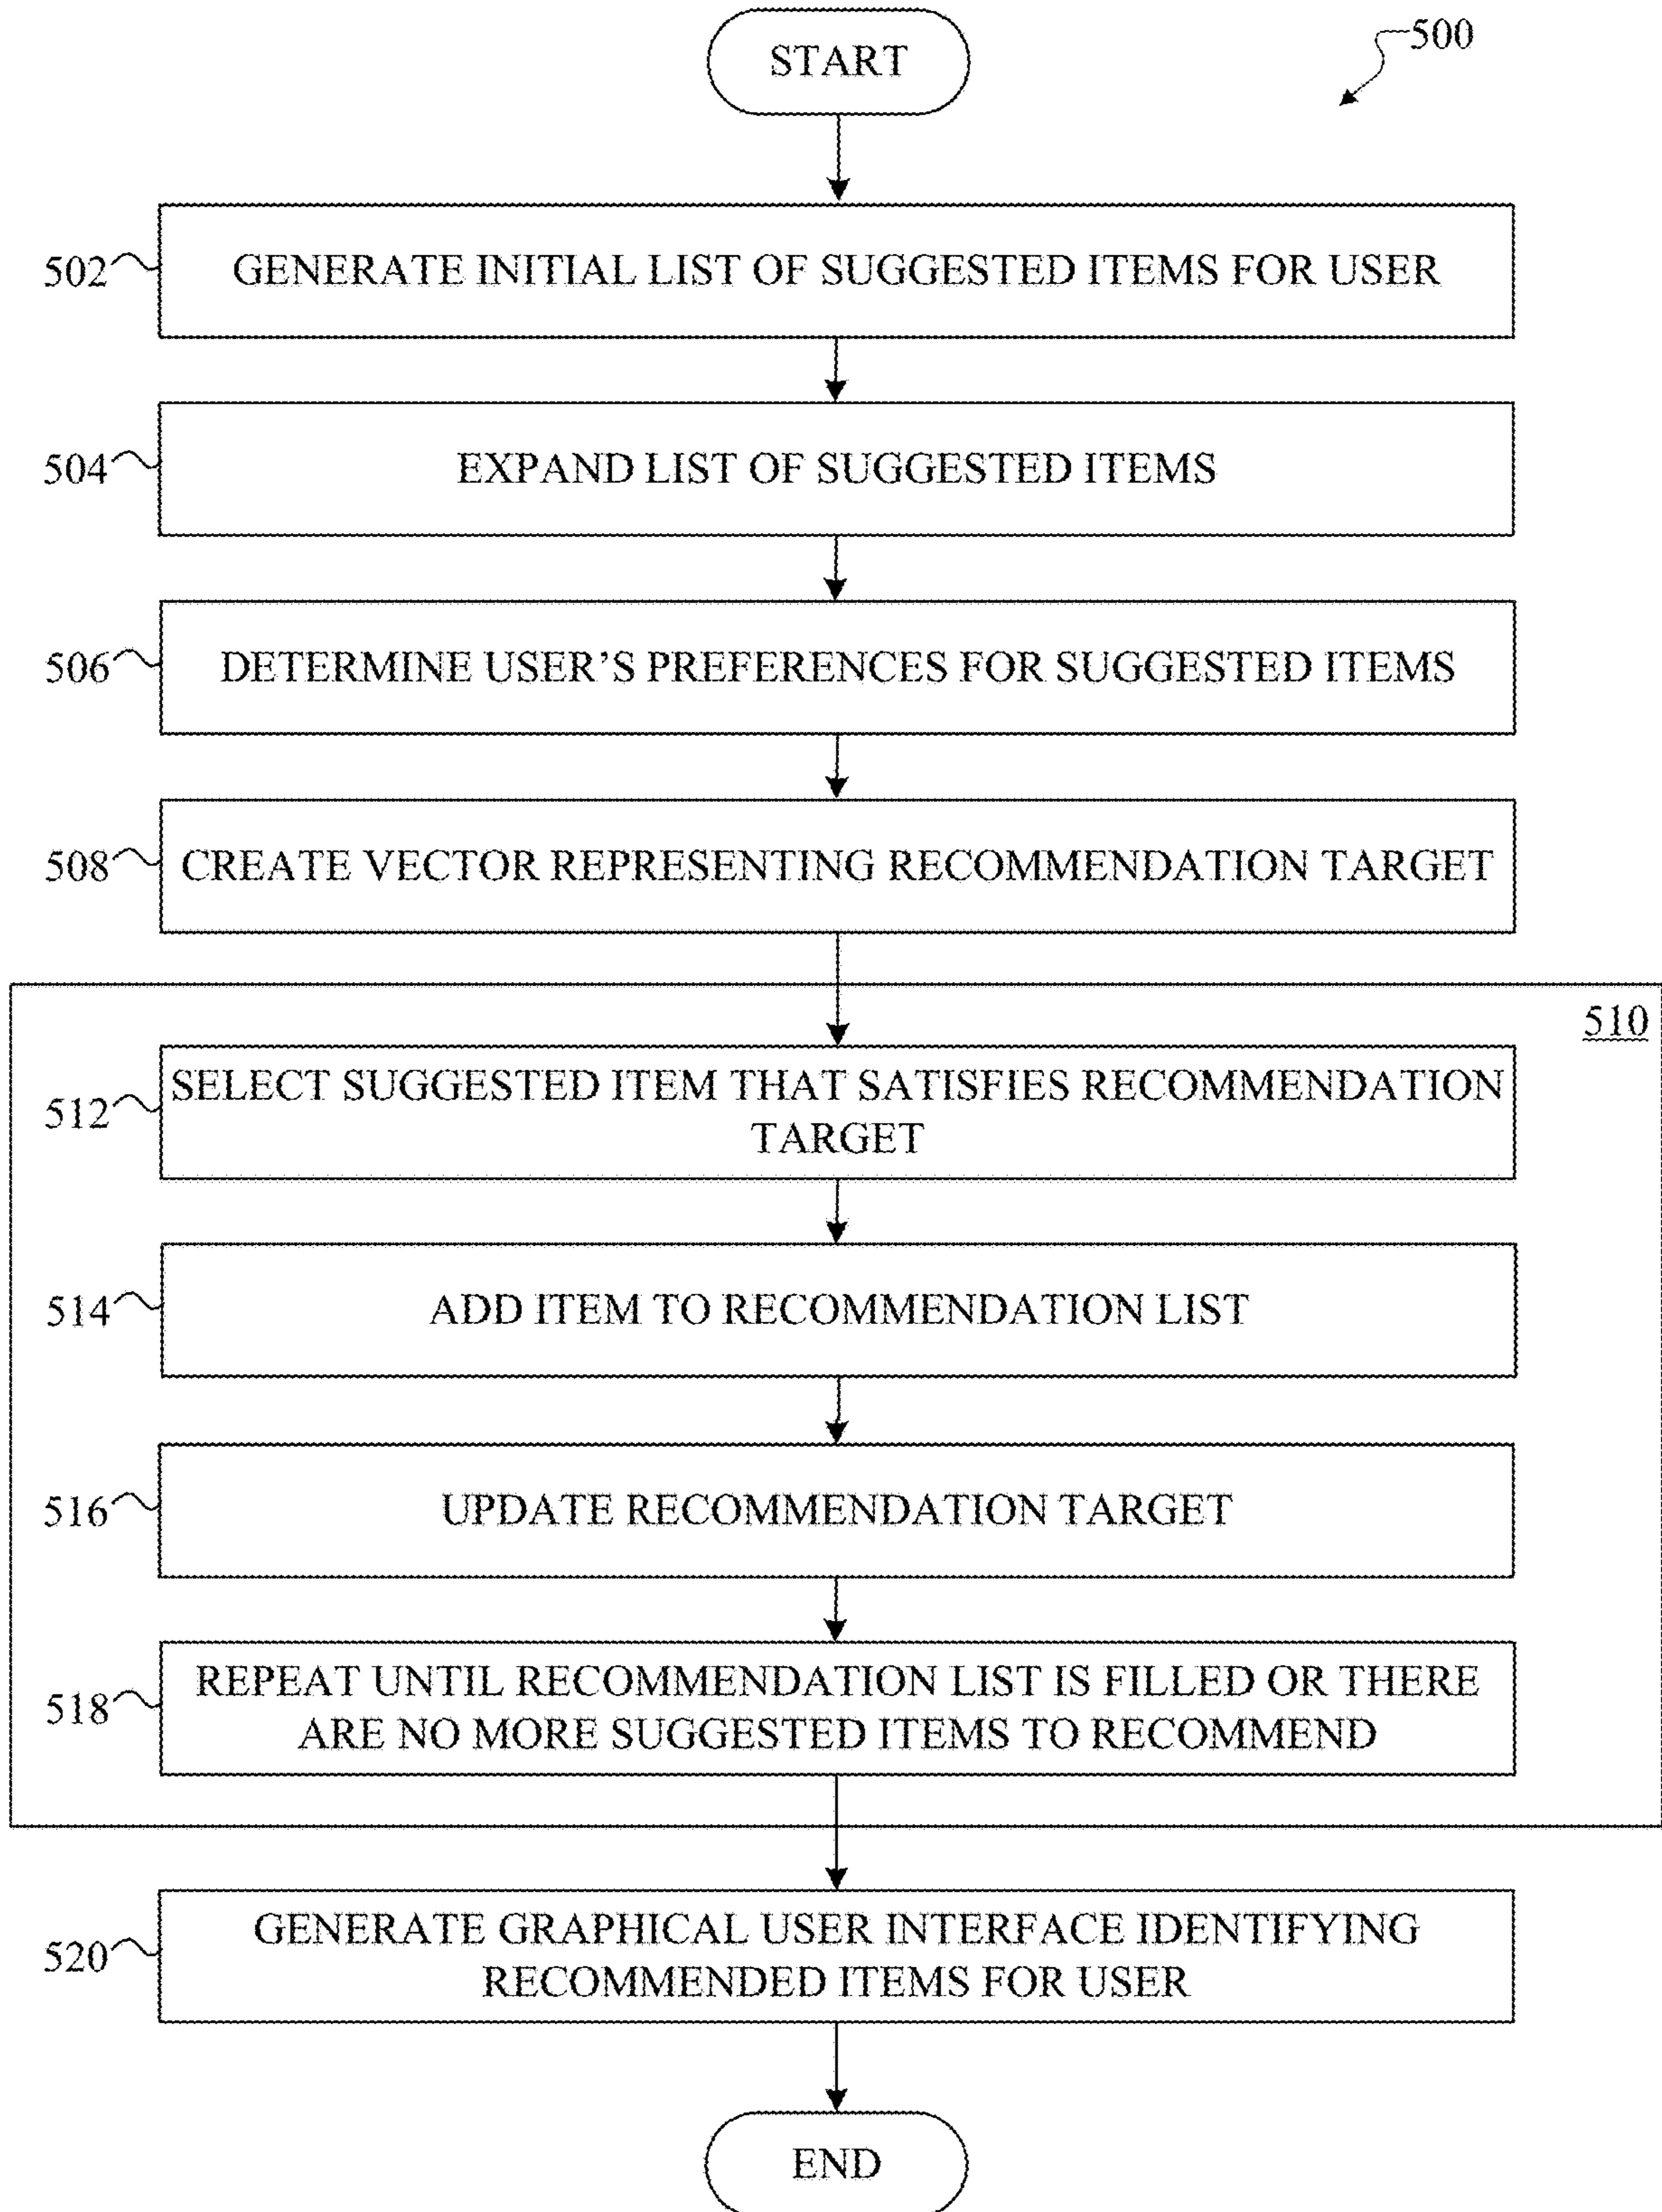 START
500
502
GENERATE INITIAL LIST OF SUGGESTED ITEMS FOR USER
504
EXPAND LIST OF SUGGESTED ITEMS
506
DETERMINE USER'S PREFERENCES FOR SUGGESTED ITEMS
508
CREATE VECTOR REPRESENTING RECOMMENDATION TARGET
510
512
SELECT SUGGESTED ITEM THAT SATISFIES RECOMMENDATION
TARGET
514
ADD ITEM TO RECOMMENDATION LIST
516
UPDATE RECOMMENDATION TARGET
518
REPEAT UNTIL RECOMMENDATION LIST IS FILLED OR THERE
ARE NO MORE SUGGESTED ITEMS TO RECOMMEND
520
GENERATE GRAPHICAL USER INTERFACE IDENTIFYING
RECOMMENDED ITEMS FOR USER
END